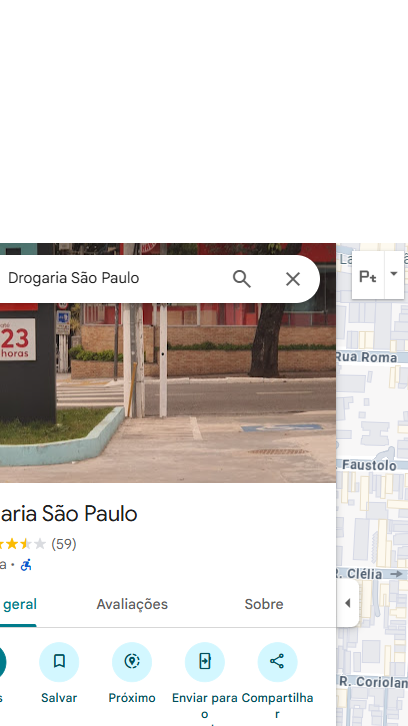 Drogaria São Paulo
La
Pt
23
horas
Rua Roma
Faustolo
aria São Paulo
(59)
a ·
R. Clélia
geral
Avaliações
Sobre
s
Salvar
Próximo
Enviar para
o
Compartilha
r
R. Coriolan